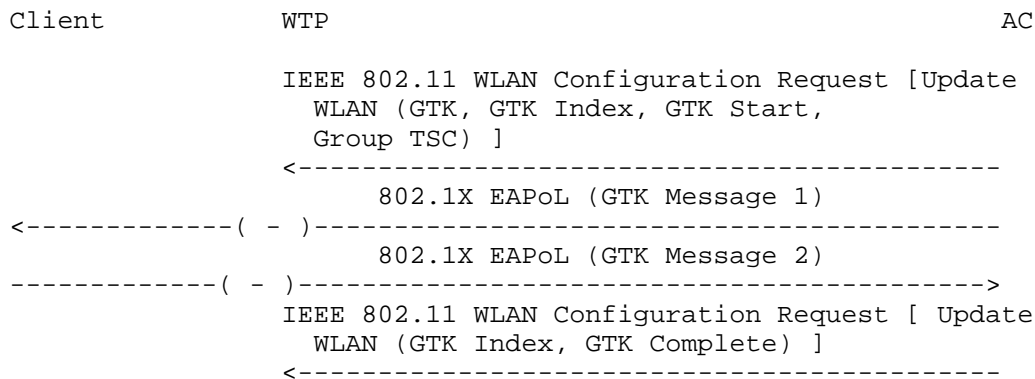 Client           WTP                                          AC
IEEE 802.11 WLAN Configuration Request [Update
WLAN (GTK, GTK Index, GTK Start,
Group TSC) ]
<--------------------------------------------
802.1X EAPoL (GTK Message 1)
<-------------( - )-------------------------------------------
802.1X EAPoL (GTK Message 2)
-------------( - )------------------------------------------->
IEEE 802.11 WLAN Configuration Request [ Update
WLAN (GTK Index, GTK Complete) ]
<--------------------------------------------